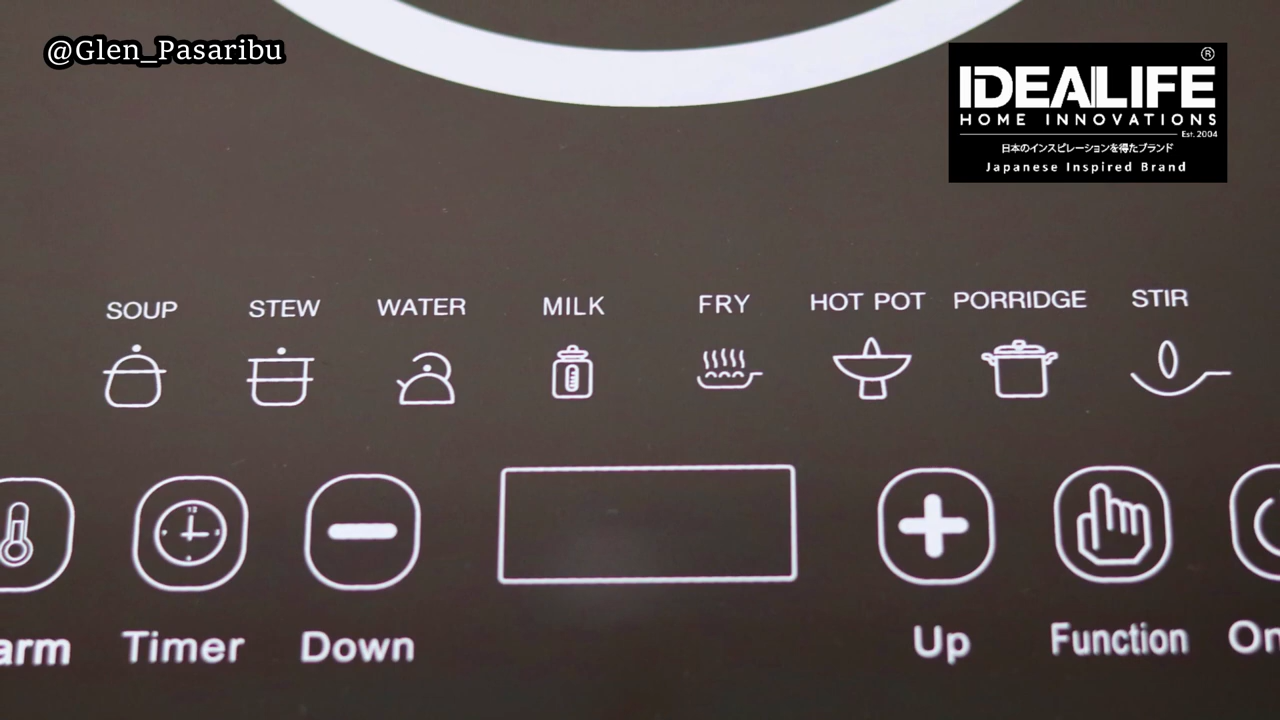 @Glen_Pasaribu
IDEALIFE®
HOME INNOVATIONS
Est. 2004
日本のインスピレーションを得たブランド
Japanese Inspired Brand
SOUP STEW WATER MILK FRY HOT POT PORRIDGE STIR
arm Timer Down Up Function On